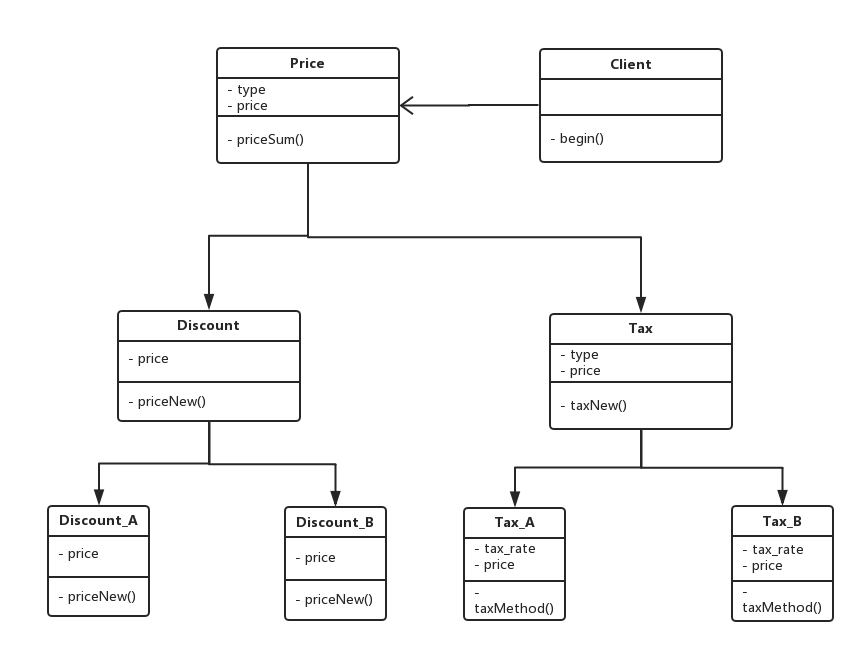 Price
- type
- price
- priceSum()
Client
- begin()
Discount
- price
- priceNew()
Tax
- type
- price
- taxNew()
Discount_A
- price
- priceNew()
Discount_B
- price
- priceNew()
Tax_A
- tax_rate
- price
-
taxMethod()
Tax_B
- tax_rate
- price
-
taxMethod()